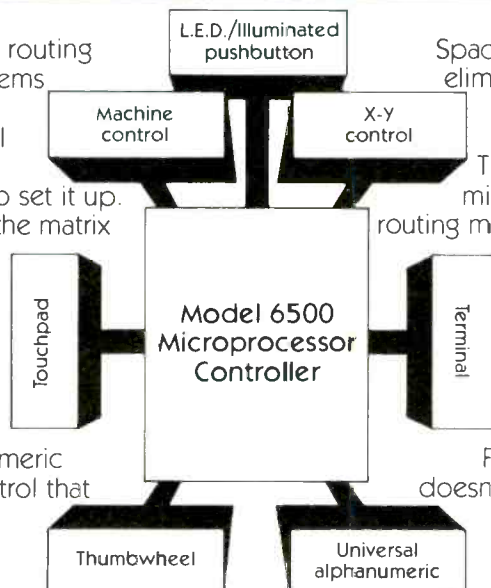 L.E.D./Illuminated
pushbutton
routing
ems
Machine
control
X-Y
control
Spac
elim
l
o set it up.
the matrix
T
mi
routing m
Touchpad
Model 6500
Microprocessor
Controller
Terminal
meric
trol that
F
doesn
Thumbwheel
Universal
alphanumeric